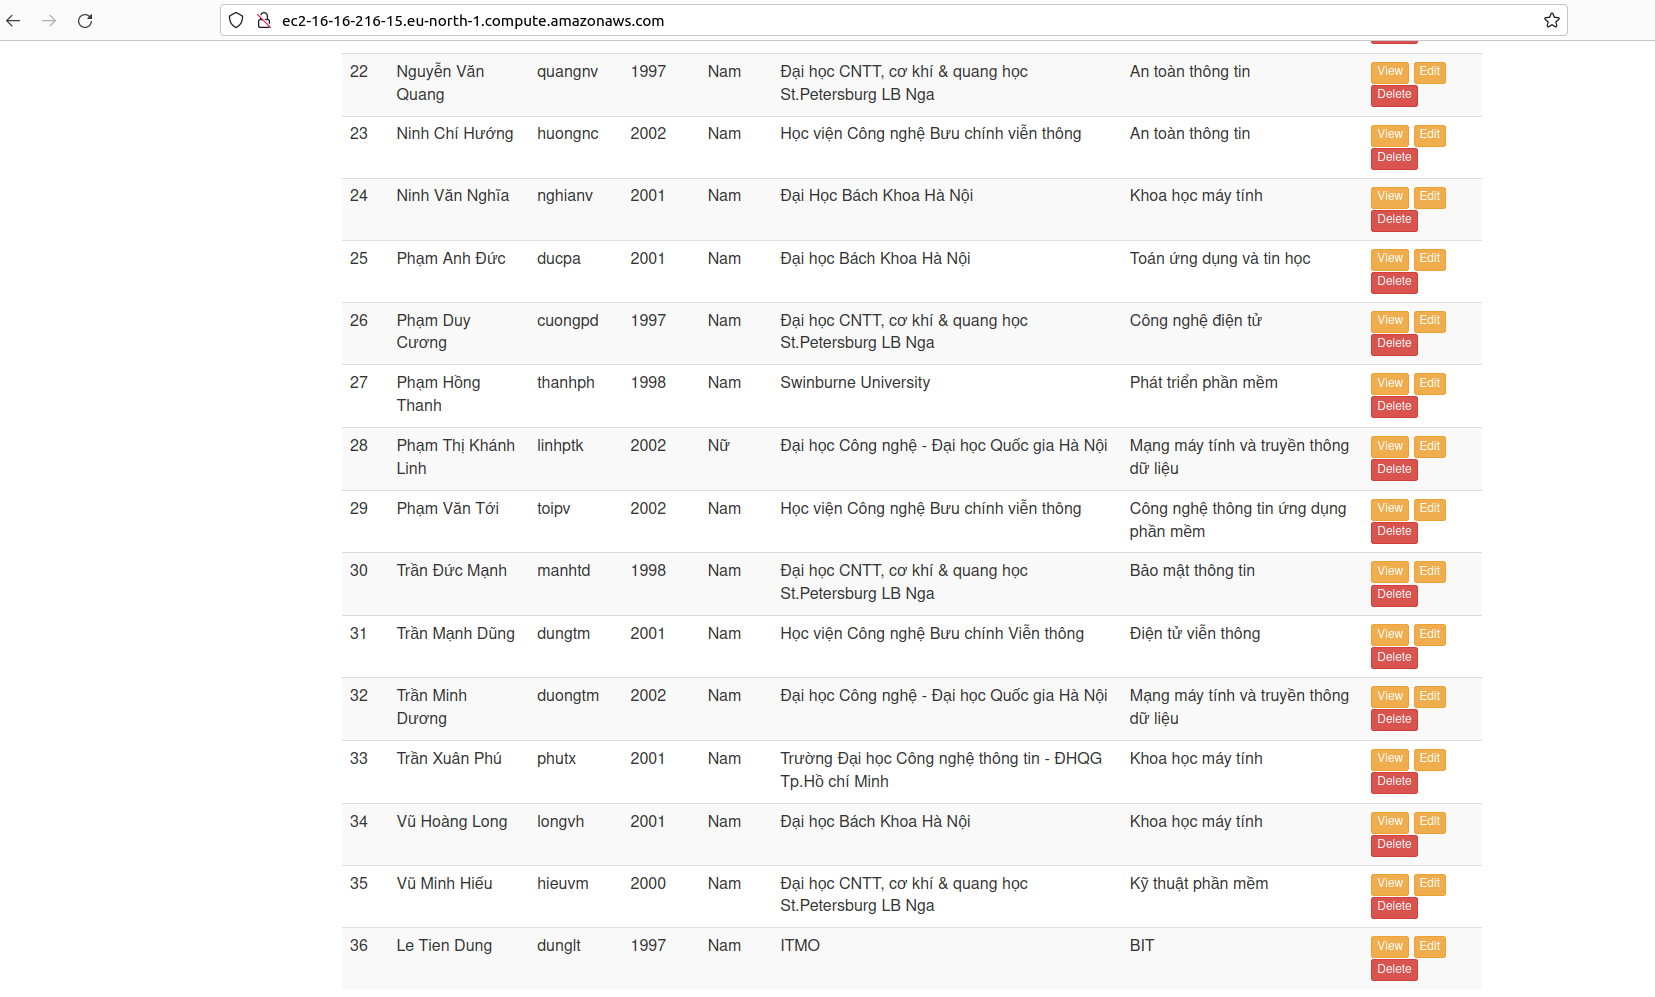 ec2-16-16-216-15.eu-north-1.compute.amazonaws.com
22 Nguyễn Văn quangnv 1997 Nam Đại học CNTT, cơ khí & quang học An toàn thông tin View Edit
Quang St.Petersburg LB Nga Delete
23 Ninh Chí Hướng huongnc 2002 Nam Học viện Công nghệ Bưu chính viễn thông An toàn thông tin View Edit
Delete
24 Ninh Văn Nghĩa nghianv 2001 Nam Đại Học Bách Khoa Hà Nội Khoa học máy tính View Edit
Delete
25 Phạm Anh Đức ducpa 2001 Nam Đại học Bách Khoa Hà Nội Toán ứng dụng và tin học View Edit
Delete
26 Phạm Duy cuongpd 1997 Nam Đại học CNTT, cơ khí & quang học Công nghệ điện tử View Edit
Cương St.Petersburg LB Nga Delete
27 Phạm Hồng thanhph 1998 Nam Swinburne University Phát triển phần mềm View Edit
Thanh Delete
28 Phạm Thị Khánh linhptk 2002 Nữ Đại học Công nghệ - Đại học Quốc gia Hà Nội Mạng máy tính và truyền thông View Edit
Linh dữ liệu Delete
29 Phạm Văn Tới toipv 2002 Nam Học viện Công nghệ Bưu chính viễn thông Công nghệ thông tin ứng dụng View Edit
phần mềm Delete
30 Trần Đức Mạnh manhtd 1998 Nam Đại học CNTT, cơ khí & quang học Bảo mật thông tin View Edit
St.Petersburg LB Nga Delete
31 Trần Mạnh Dũng dungtm 2001 Nam Học viện Công nghệ Bưu chính Viễn thông Điện tử viễn thông View Edit
Delete
32 Trần Minh duongtm 2002 Nam Đại học Công nghệ - Đại học Quốc gia Hà Nội Mạng máy tính và truyền thông View Edit
Dương dữ liệu Delete
33 Trần Xuân Phú phutx 2001 Nam Trường Đại học Công nghệ thông tin - ĐHQG Khoa học máy tính View Edit
Tp.Hồ chí Minh Delete
34 Vũ Hoàng Long longvh 2001 Nam Đại học Bách Khoa Hà Nội Khoa học máy tính View Edit
Delete
35 Vũ Minh Hiếu hieuvm 2000 Nam Đại học CNTT, cơ khí & quang học Kỹ thuật phần mềm View Edit
St.Petersburg LB Nga Delete
36 Le Tien Dung dunglt 1997 Nam ITMO BIT View Edit
Delete